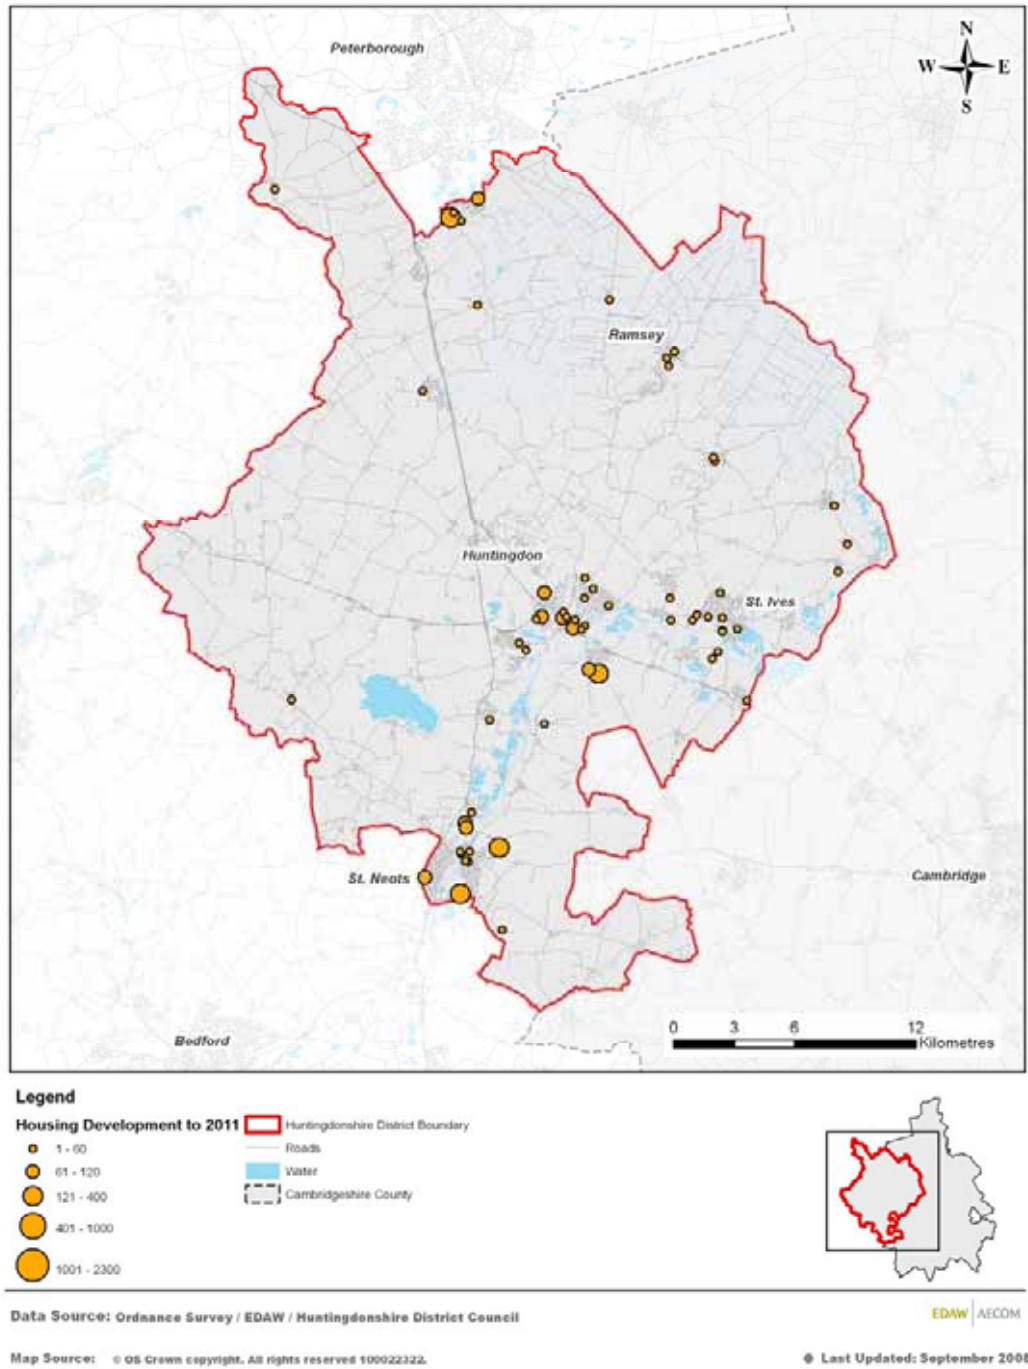 Peterborough
N
W E
S
Ramsey
Huntingdon
St. Ives
St. Neots
Cambridge
Bedford
0 3 6 12
Kilometres
Legend
Housing Development to 2011
1 - 60
61 - 120
121 - 400
401 - 1000
1001 - 2300
Huntingdonshire District Boundary
Roads
Water
Cambridgeshire County
Data Source: Ordnance Survey / EDAW / Huntingdonshire District Council
EDAW | AECOM
Map Source: © OS Crown copyright. All rights reserved 100022322.
Last Updated: September 2008